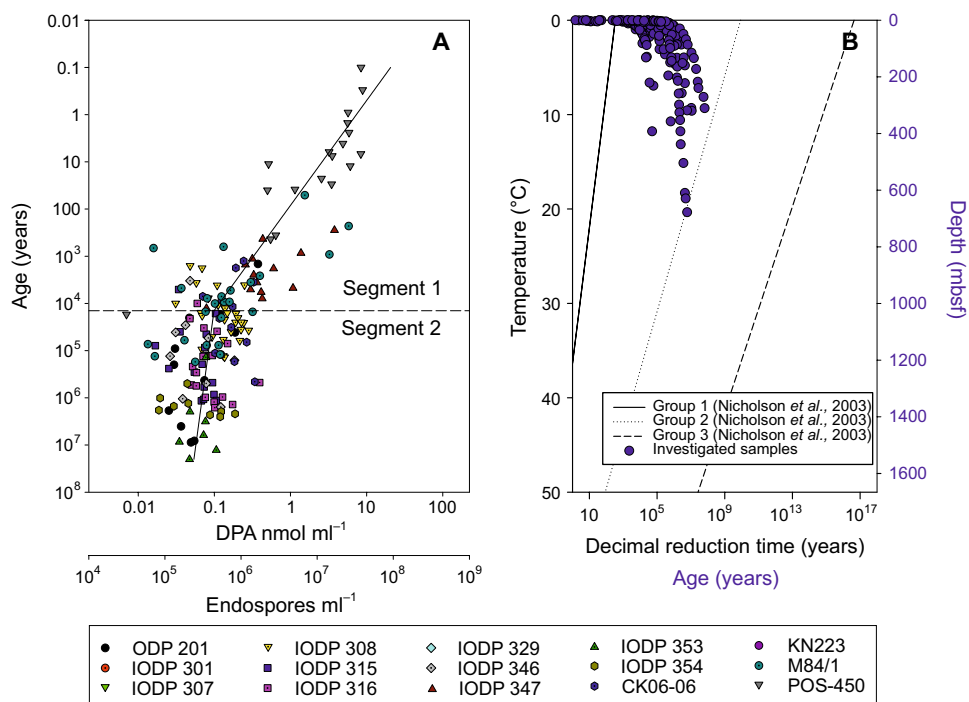 A
0.01
0.1
1
10
100
10³
10⁴
10⁵
10⁶
10⁷
10⁸
Age (years)
Segment 1
Segment 2
0.01 0.1 1 10 100
DPA nmol ml⁻¹
10⁴ 10⁵ 10⁶ 10⁷ 10⁸ 10⁹
Endospores ml⁻¹
B
0
10
20
30
40
50
Temperature (°C)
0
200
400
600
800
1000
1200
1400
1600
Depth (mbsf)
Group 1 (Nicholson et al., 2003)
Group 2 (Nicholson et al., 2003)
Group 3 (Nicholson et al., 2003)
Investigated samples
10 10⁵ 10⁹ 10¹³ 10¹⁷
Decimal reduction time (years)
Age (years)
ODP 201 IODP 308 IODP 329 IODP 353 KN223
IODP 301 IODP 315 IODP 346 IODP 354 M84/1
IODP 307 IODP 316 IODP 347 CK06-06 POS-450